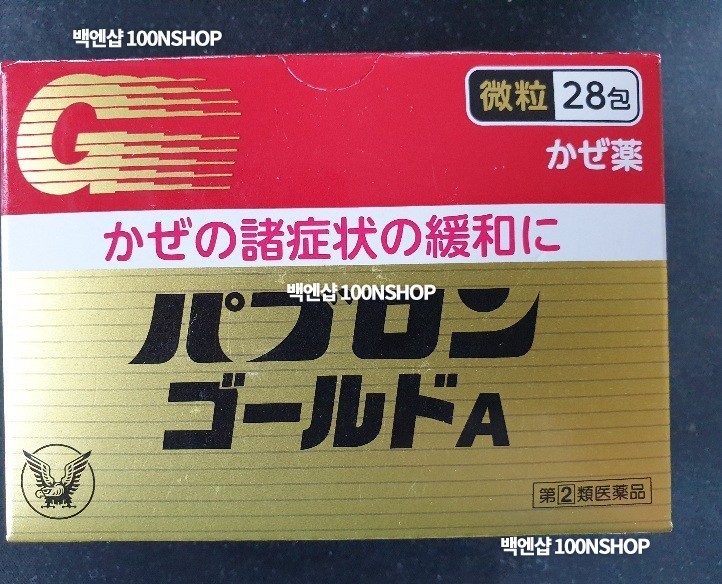 백엔샵 100NSHOP
G
微粒 28包
かぜ薬
かぜの諸症状の緩和に
백엔샵 100NSHOP
パブロン
ゴールドA
第②類医薬品
백엔샵 100NSHOP